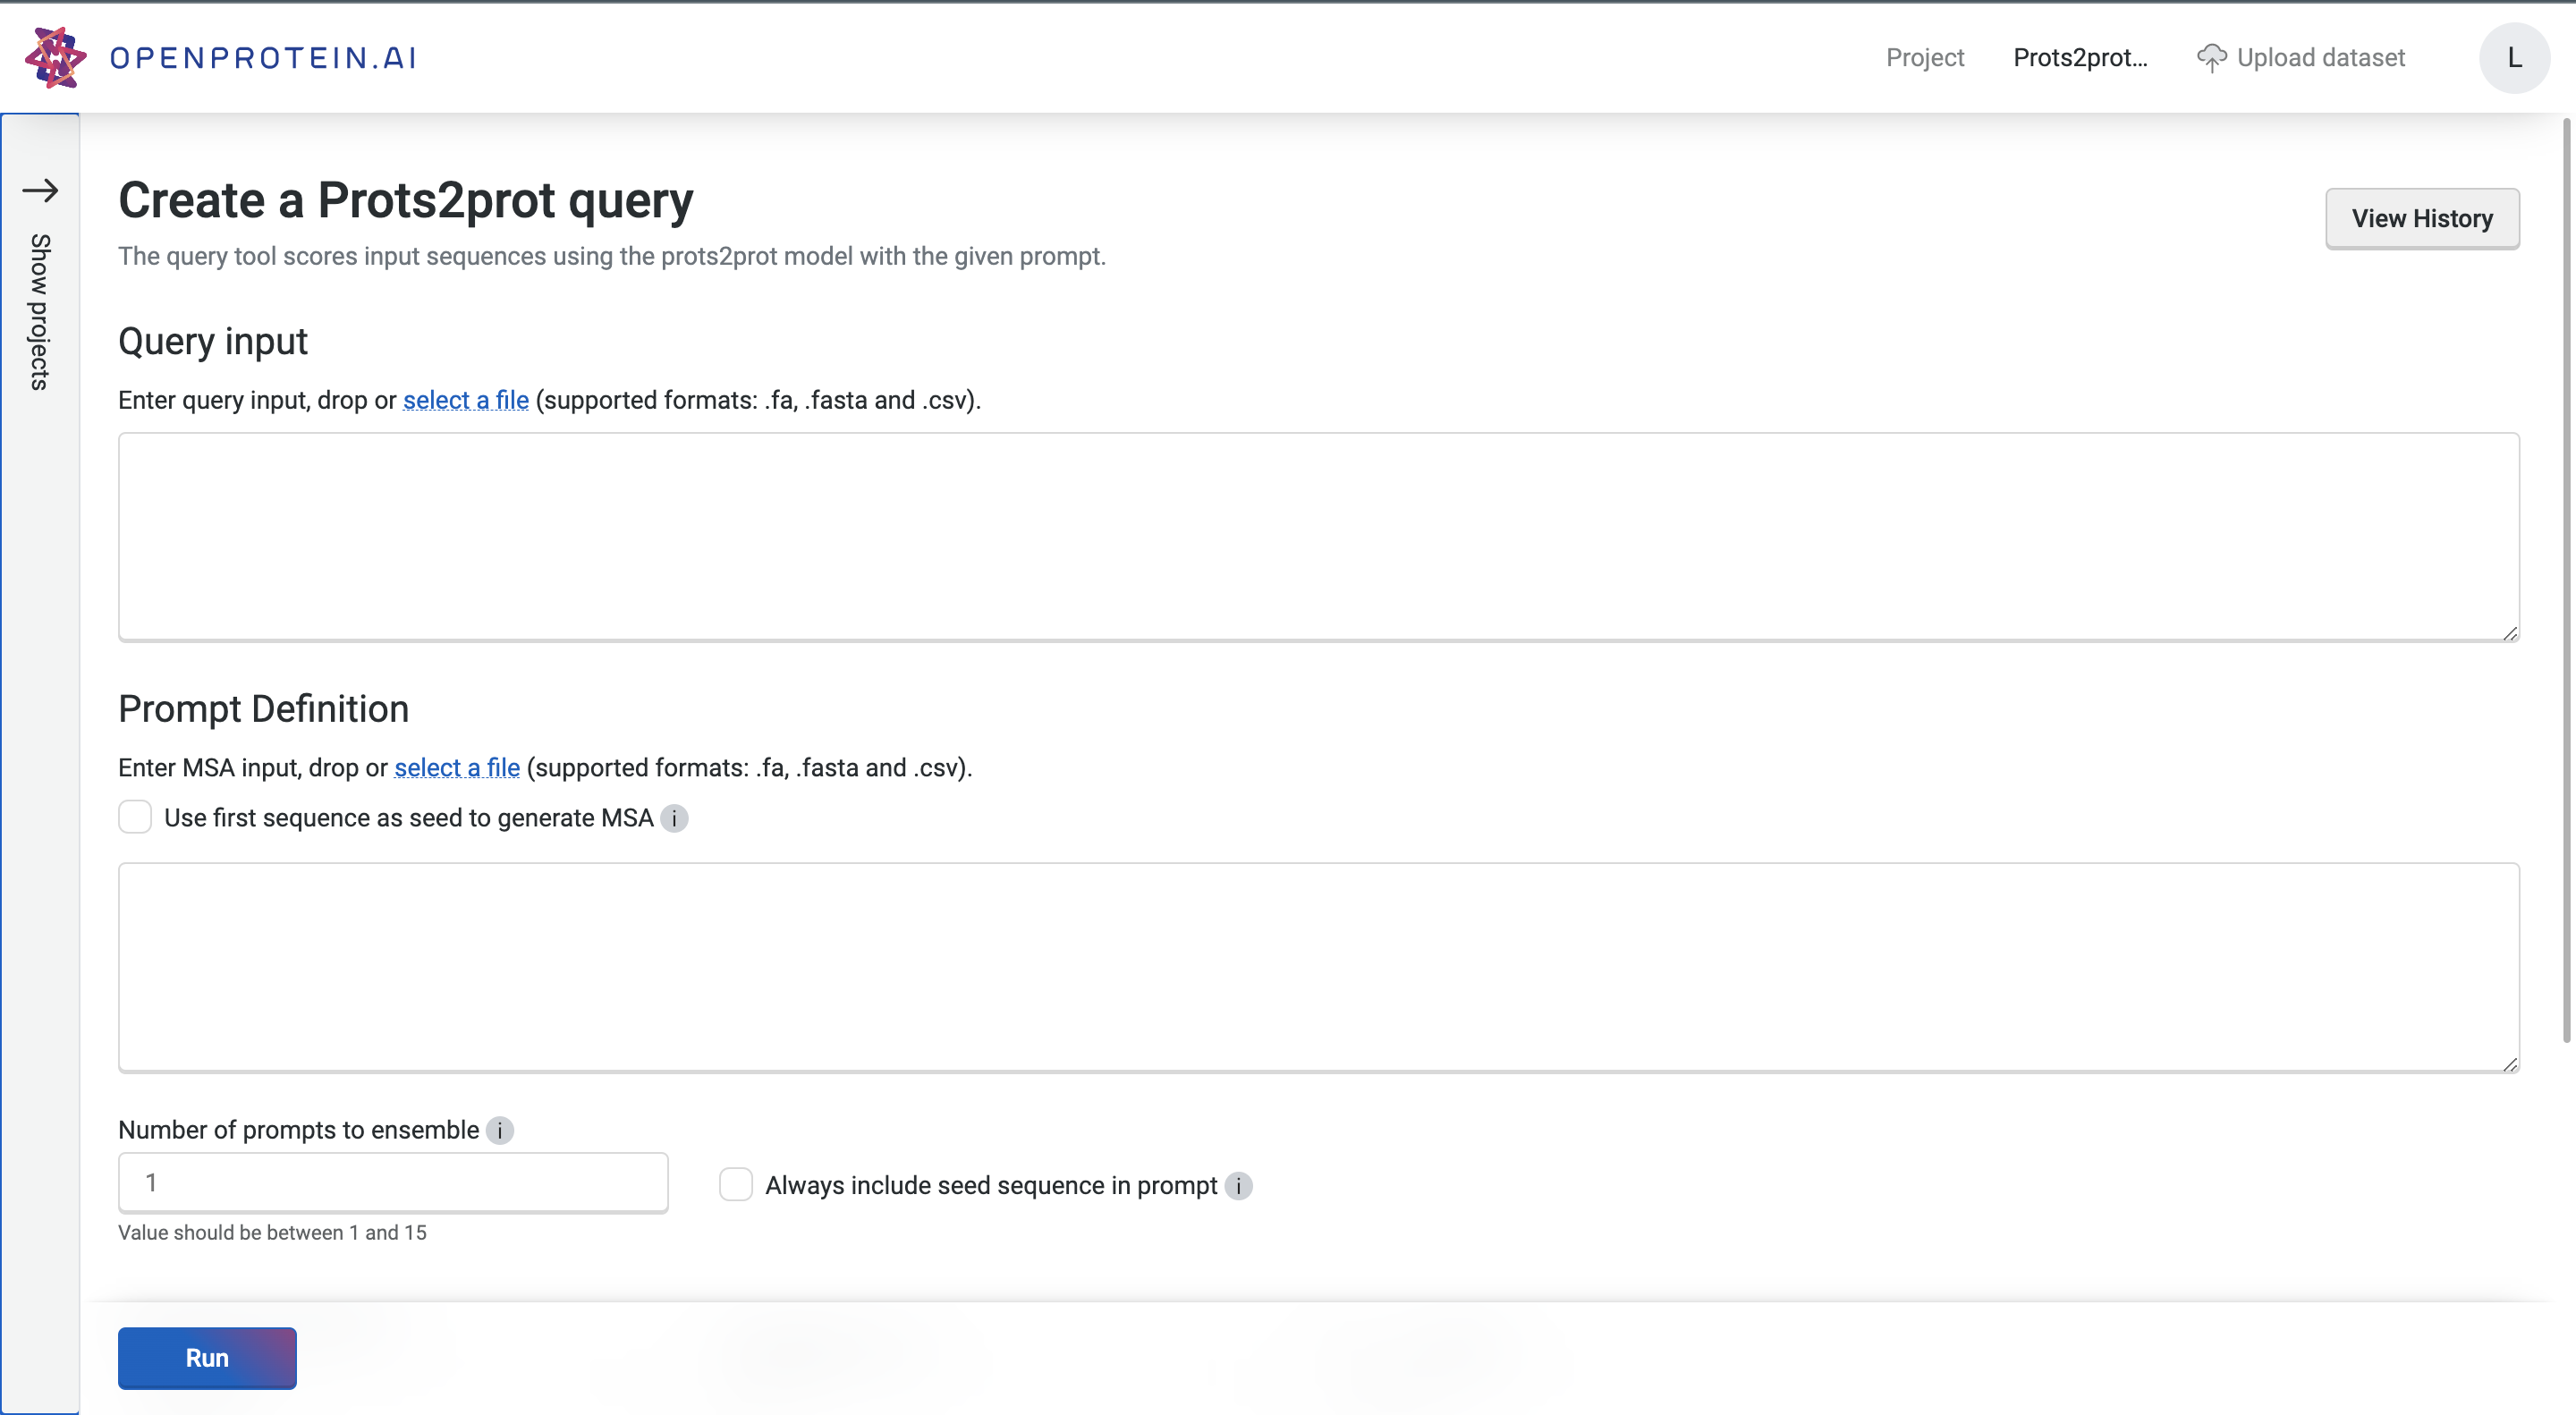 OPENPROTEIN.AI
Project
Prots2prot...
Upload dataset
L
Show projects
Create a Prots2prot query
View History
The query tool scores input sequences using the prots2prot model with the given prompt.
Query input
Enter query input, drop or select a file (supported formats: .fa, .fasta and .csv).
Prompt Definition
Enter MSA input, drop or select a file (supported formats: .fa, .fasta and .csv).
Use first sequence as seed to generate MSA i
Number of prompts to ensemble i
1
Always include seed sequence in prompt i
Value should be between 1 and 15
Run